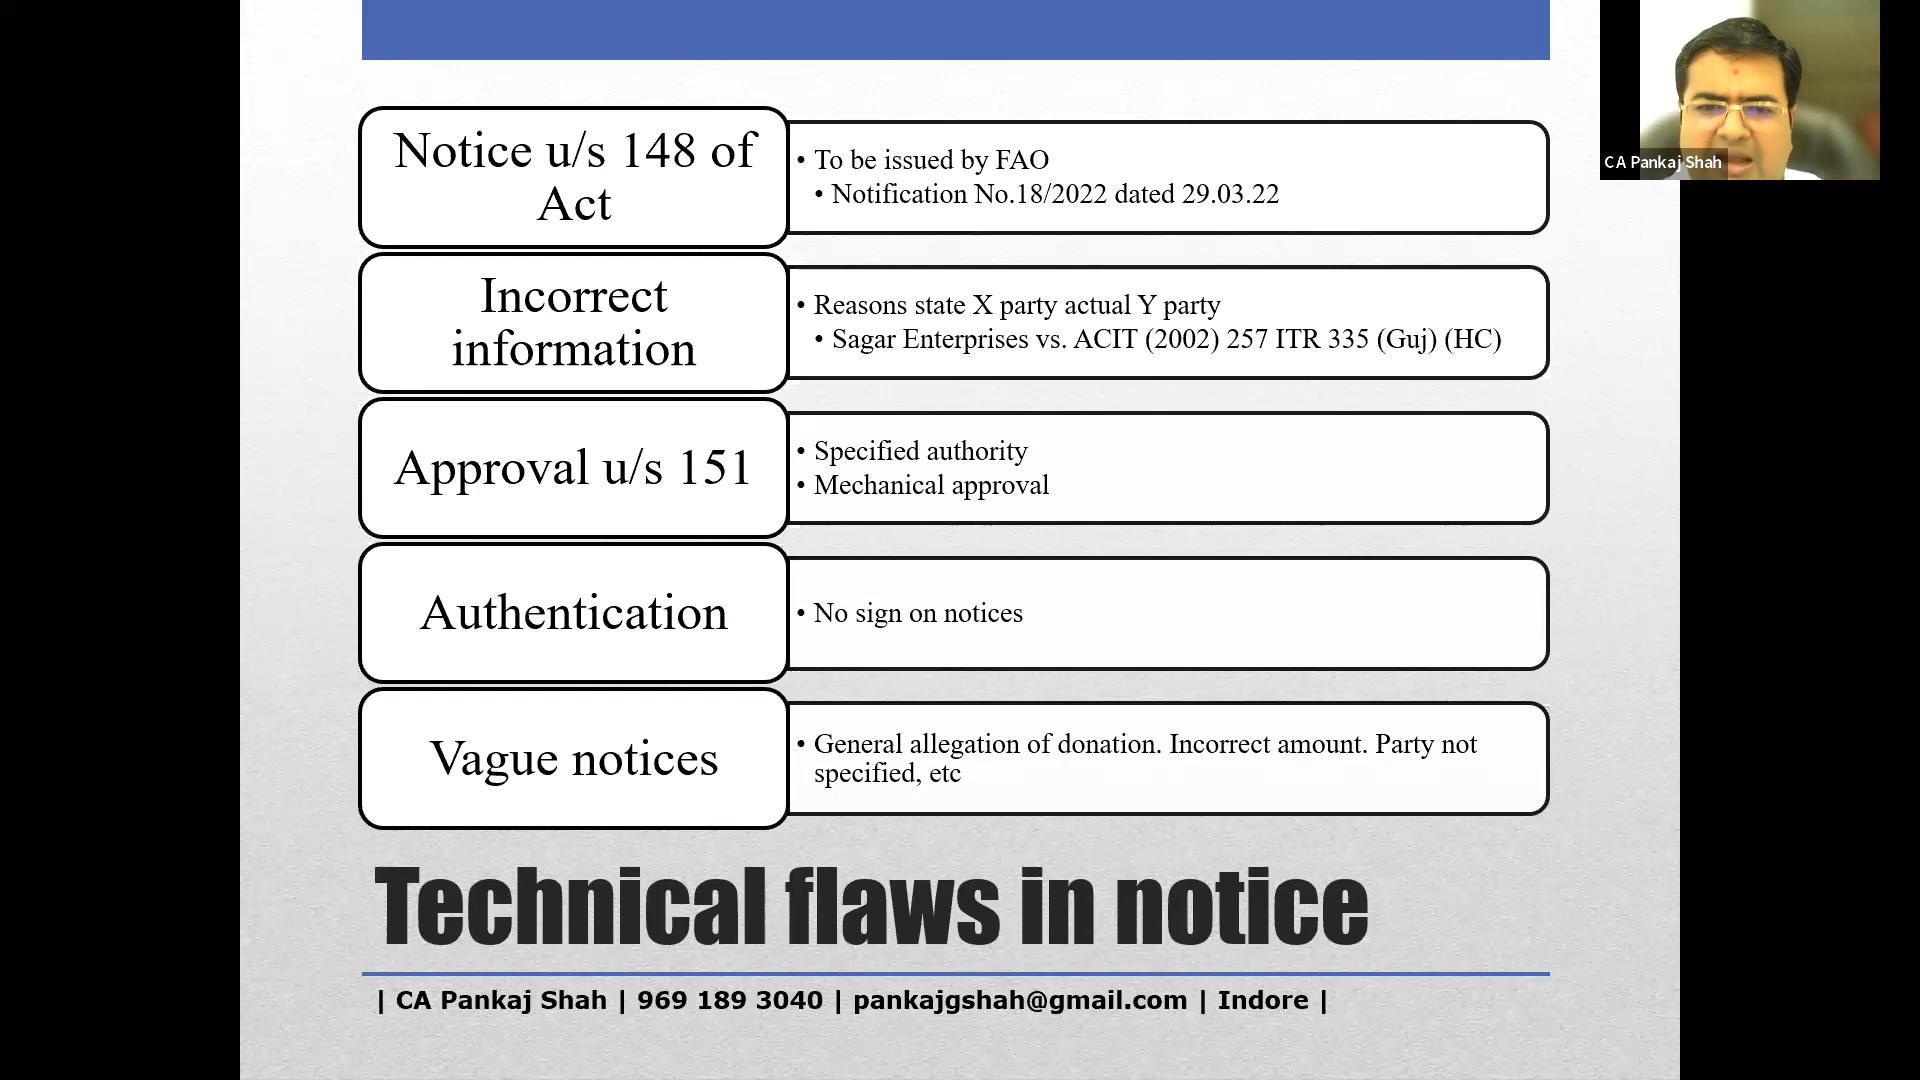 Notice u/s 148 of
Act
• To be issued by FAO
• Notification No.18/2022 dated 29.03.22
Incorrect
information
• Reasons state X party actual Y party
• Sagar Enterprises vs. ACIT (2002) 257 ITR 335 (Guj) (HC)
Approval u/s 151
• Specified authority
• Mechanical approval
Authentication
• No sign on notices
Vague notices
• General allegation of donation. Incorrect amount. Party not
specified, etc
Technical flaws in notice
| CA Pankaj Shah | 969 189 3040 | pankajgshah@gmail.com | Indore |
CA Pankaj Shah